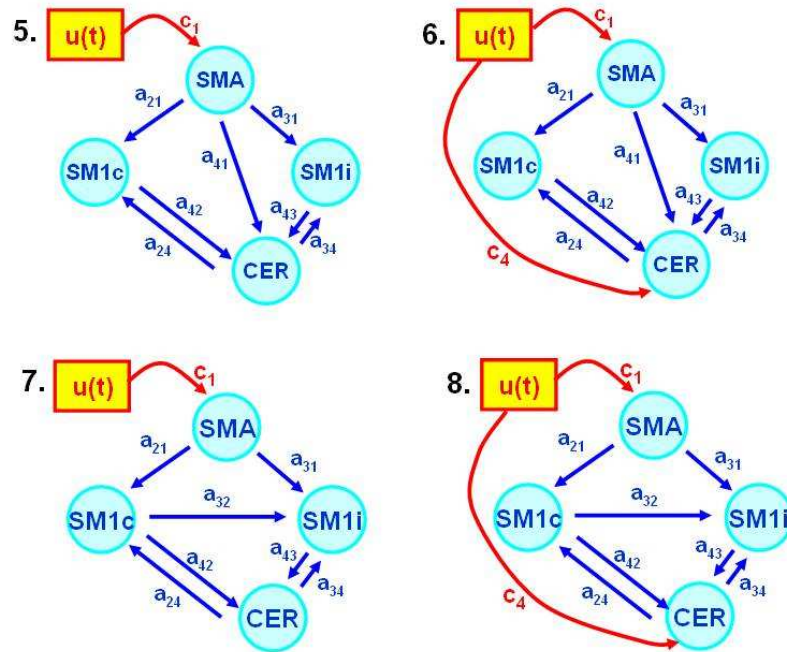 5.
u(t)
c1
SMA
a21
a31
SM1c
a41
SM1i
a42
a43
a24
a34
CER
6.
u(t)
c1
SMA
a21
a31
SM1c
a41
SM1i
a42
a43
a24
a34
c4
CER
7.
u(t)
c1
SMA
a21
a31
SM1c
a32
SM1i
a42
a43
a24
a34
CER
8.
u(t)
c1
SMA
a21
a31
SM1c
a32
SM1i
a42
a43
a24
a34
c4
CER